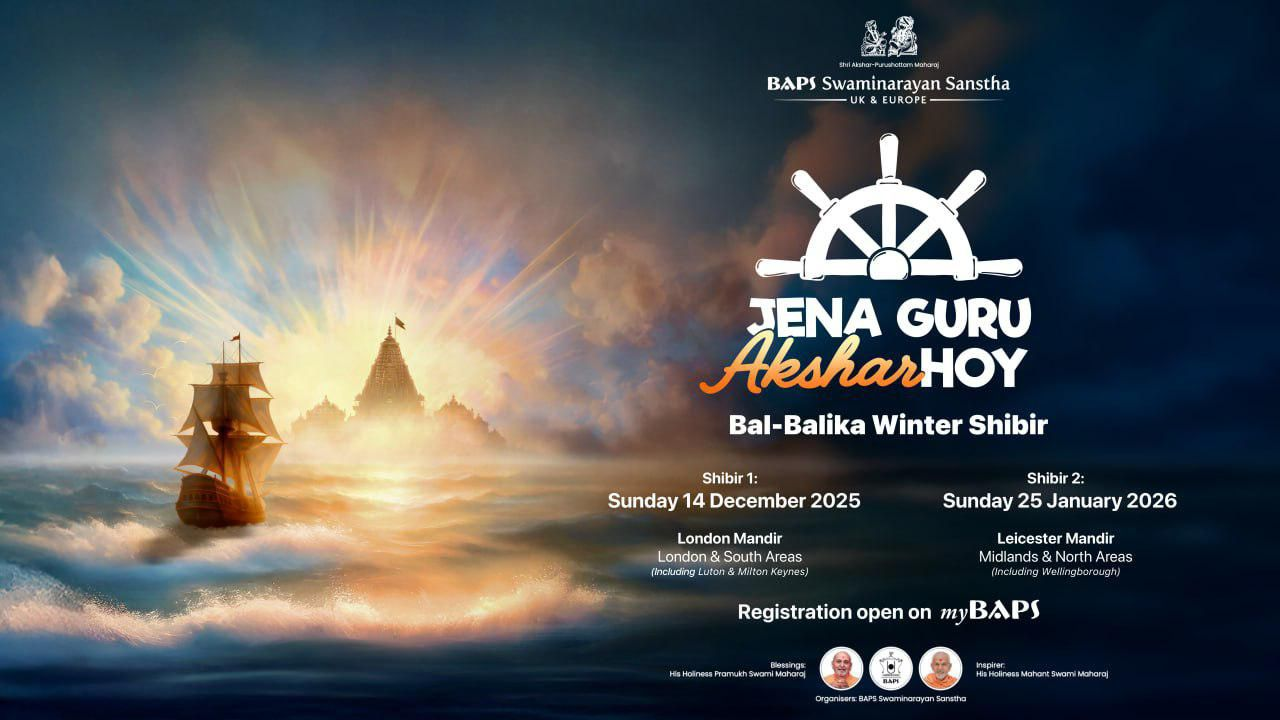 Shri Akshar-Purushottam Maharaj
BAPS Swaminarayan Sanstha
UK & EUROPE
JENA GURU
Akshar HOY
Bal-Balika Winter Shibir
Shibir 1:
Sunday 14 December 2025
London Mandir
London & South Areas
(Including Luton & Milton Keynes)
Shibir 2:
Sunday 25 January 2026
Leicester Mandir
Midlands & North Areas
(Including Wellingborough)
Registration open on myBAPS
Blessings:
His Holiness Pramukh Swami Maharaj
BAPS
Inspirer:
His Holiness Mahant Swami Maharaj
Organisers: BAPS Swaminarayan Sanstha